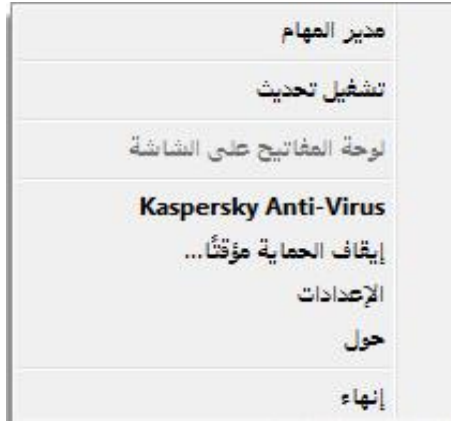 مدير المهام
تشغيل تحديث
لوحة المفاتيح على الشاشة
Kaspersky Anti-Virus
إيقاف الحماية مؤقتًا...
الإعدادات
حول
إنهاء